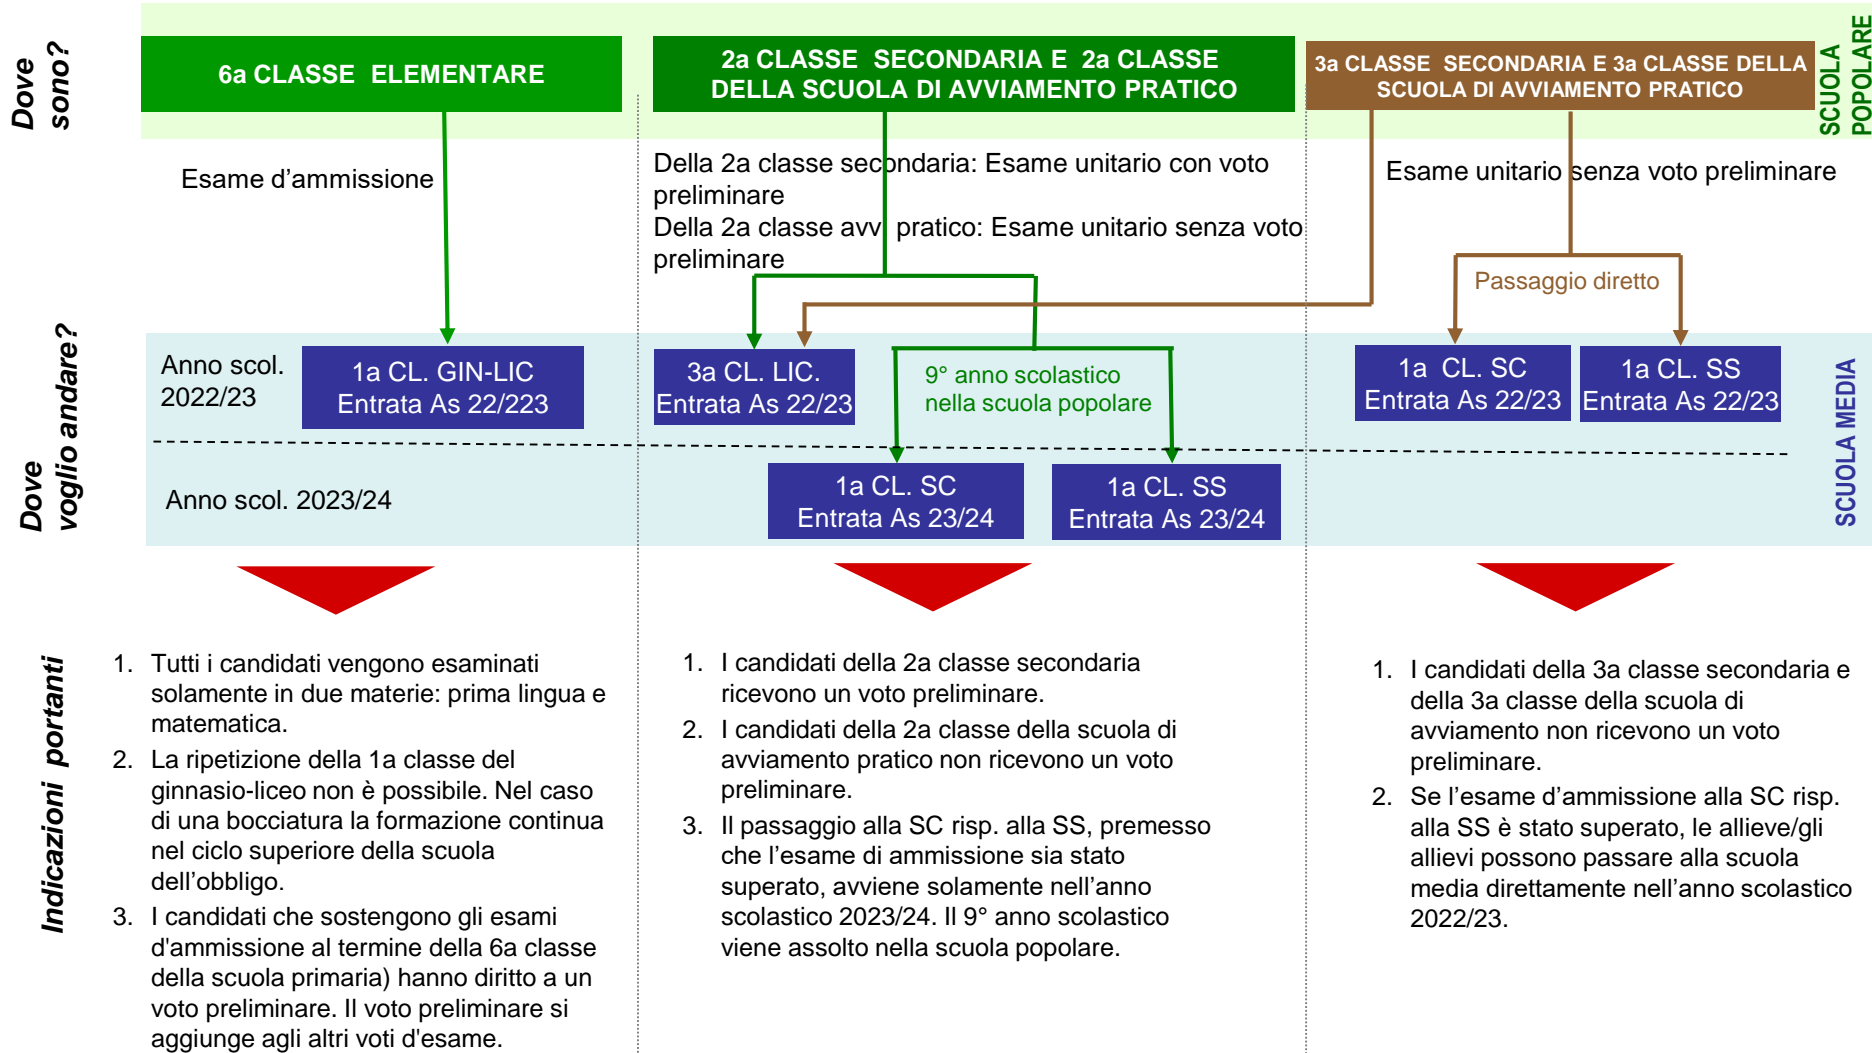 Dove
sono?
6a CLASSE ELEMENTARE
2a CLASSE SECONDARIA E 2a CLASSE
DELLA SCUOLA DI AVVIAMENTO PRATICO
3a CLASSE SECONDARIA E 3a CLASSE DELLA
SCUOLA DI AVVIAMENTO PRATICO
SCUOLA
POPOLARE
Esame d’ammissione
Della 2a classe secondaria: Esame unitario con voto
preliminare
Della 2a classe avv. pratico: Esame unitario senza voto
preliminare
Esame unitario senza voto preliminare
Passaggio diretto
Dove
voglio andare?
Anno scol.
2022/23
1a CL. GIN-LIC
Entrata As 22/223
3a CL. LIC.
Entrata As 22/23
9° anno scolastico
nella scuola popolare
1a CL. SC
Entrata As 22/23
1a CL. SS
Entrata As 22/23
SCUOLA MEDIA
Anno scol. 2023/24
1a CL. SC
Entrata As 23/24
1a CL. SS
Entrata As 23/24
Indicazioni portanti
1. Tutti i candidati vengono esaminati
solamente in due materie: prima lingua e
matematica.
2. La ripetizione della 1a classe del
ginnasio-liceo non è possibile. Nel caso
di una bocciatura la formazione continua
nel ciclo superiore della scuola
dell’obbligo.
3. I candidati che sostengono gli esami
d'ammissione al termine della 6a classe
della scuola primaria) hanno diritto a un
voto preliminare. Il voto preliminare si
aggiunge agli altri voti d'esame.
1. I candidati della 2a classe secondaria
ricevono un voto preliminare.
2. I candidati della 2a classe della scuola di
avviamento pratico non ricevono un voto
preliminare.
3. Il passaggio alla SC risp. alla SS, premesso
che l’esame di ammissione sia stato
superato, avviene solamente nell’anno
scolastico 2023/24. Il 9° anno scolastico
viene assolto nella scuola popolare.
1. I candidati della 3a classe secondaria e
della 3a classe della scuola di
avviamento non ricevono un voto
preliminare.
2. Se l’esame d’ammissione alla SC risp.
alla SS è stato superato, le allieve/gli
allievi possono passare alla scuola
media direttamente nell’anno scolastico
2022/23.